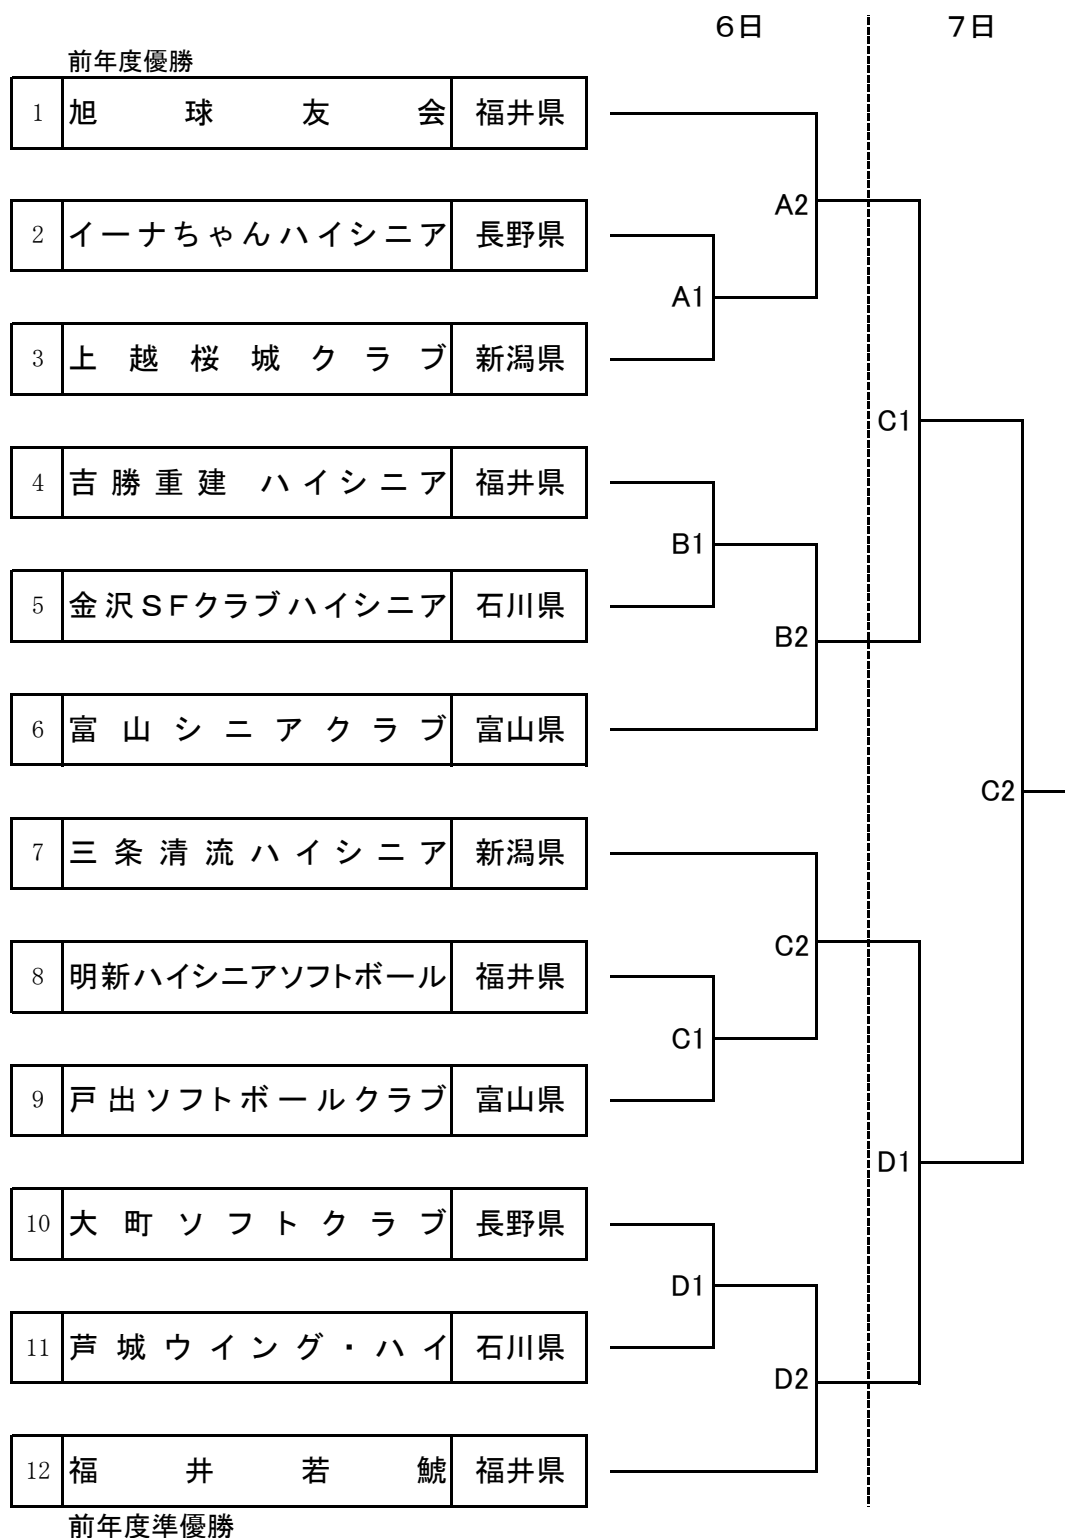 ６日 ７日
前年度優勝
1 旭球友会 福井県
A2
2 イーナちゃんハイシニア 長野県
A1
3 上越桜城クラブ 新潟県
C1
4 吉勝重建 ハイシニア 福井県
B1
5 金沢ＳＦクラブハイシニア 石川県
B2
6 富山シニアクラブ 富山県
C2
7 三条清流ハイシニア 新潟県
C2
8 明新ハイシニアソフトボール 福井県
C1
9 戸出ソフトボールクラブ 富山県
D1
10 大町ソフトクラブ 長野県
D1
11 芦城ウイング・ハイ 石川県
D2
12 福井若鯱 福井県
前年度準優勝